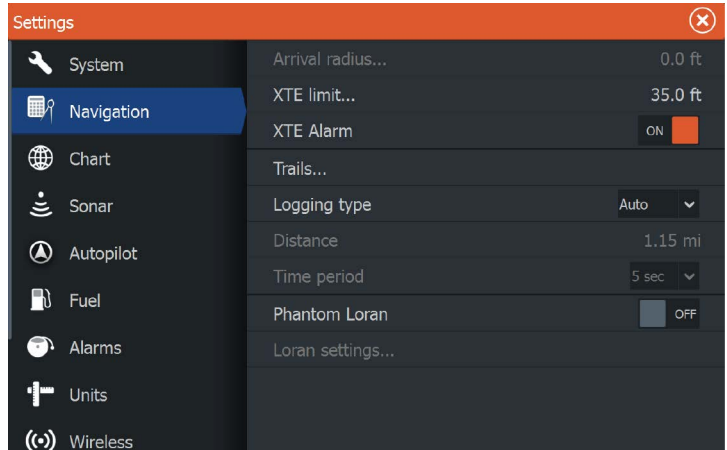 Settings
System
Navigation
Chart
Sonar
Autopilot
Fuel
Alarms
Units
Wireless
Arrival radius... 0.0 ft
XTE limit... 35.0 ft
XTE Alarm ON
Trails...
Logging type Auto
Distance 1.15 mi
Time period 5 sec
Phantom Loran OFF
Loran settings...